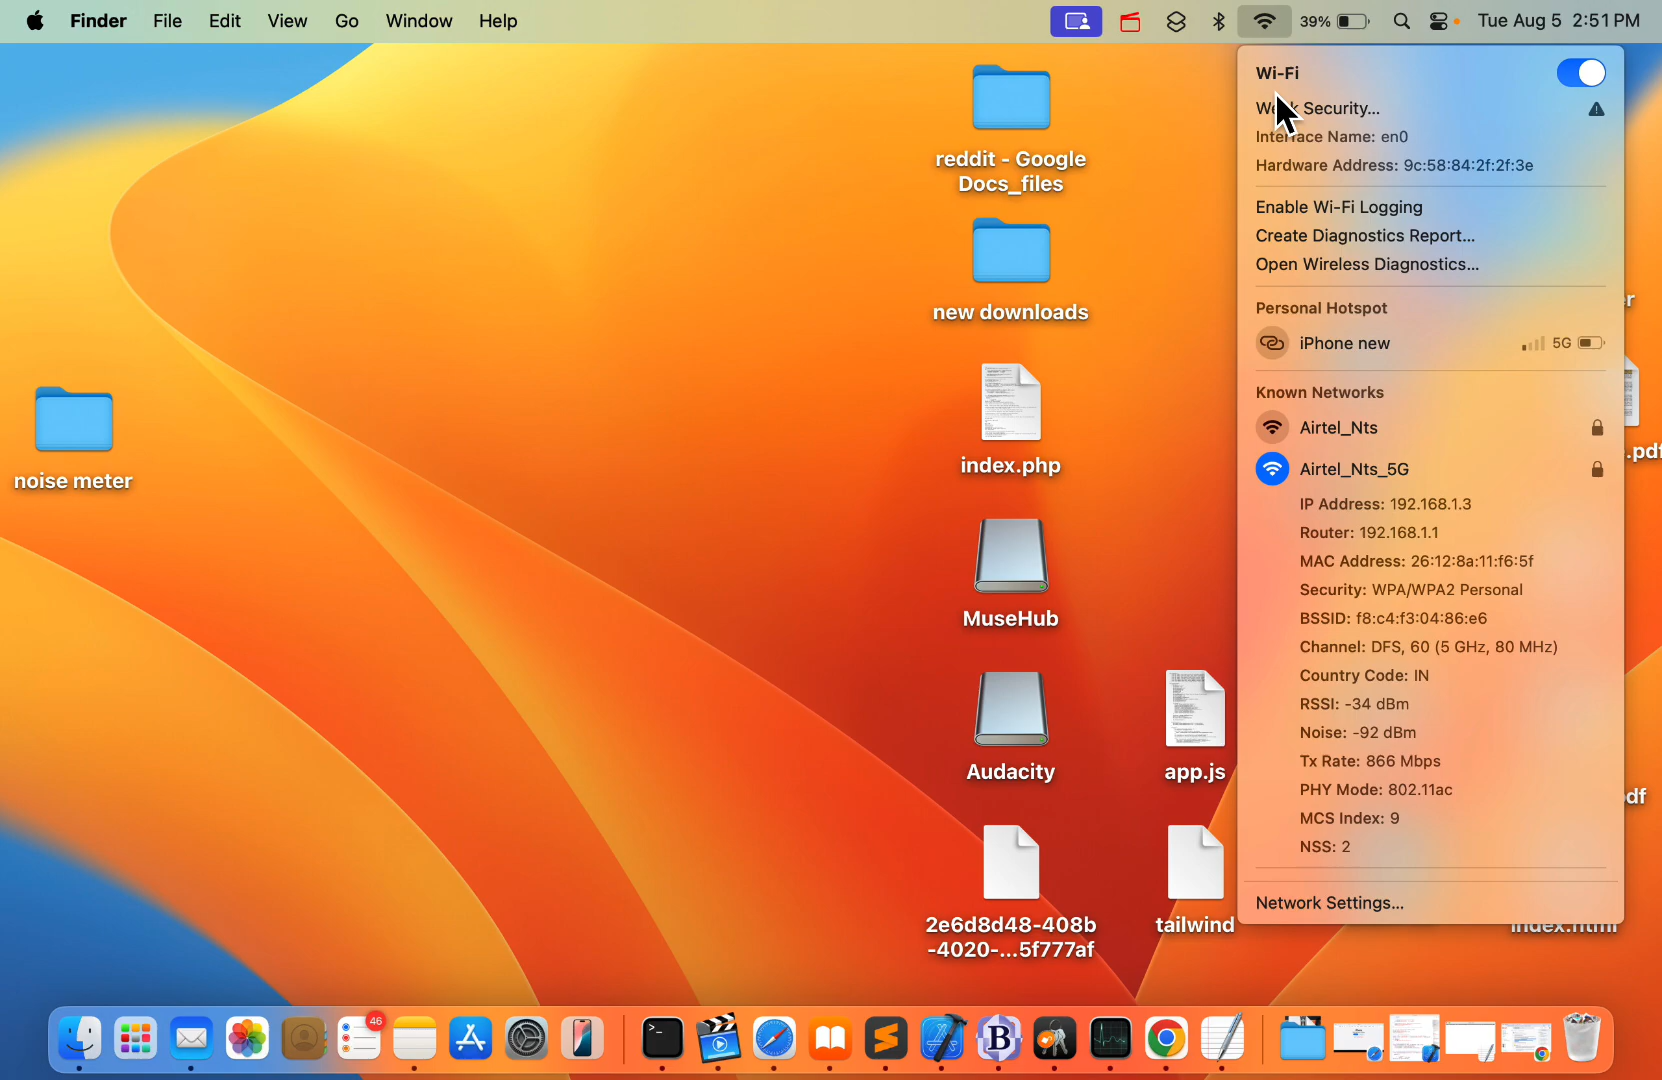 Finder File Edit View Go Window Help
39% Tue Aug 5 2:51 PM
reddit - Google
Docs_files
new downloads
index.php
MuseHub
Audacity
2e6d8d48-408b
-4020-...5f777af
noise meter
app.js
tailwind
Wi-Fi
Security...
Interface Name: en0
Hardware Address: 9c:58:84:2f:2f:3e
Enable Wi-Fi Logging
Create Diagnostics Report...
Open Wireless Diagnostics...
Personal Hotspot
iPhone new 5G
Known Networks
Airtel_Nts
Airtel_Nts_5G
IP Address: 192.168.1.3
Router: 192.168.1.1
MAC Address: 26:12:8a:11:f6:5f
Security: WPA/WPA2 Personal
BSSID: f8:c4:f3:04:86:e6
Channel: DFS, 60 (5 GHz, 80 MHz)
Country Code: IN
RSSI: -34 dBm
Noise: -92 dBm
Tx Rate: 866 Mbps
PHY Mode: 802.11ac
MCS Index: 9
NSS: 2
Network Settings...
.pdf
index.html
46